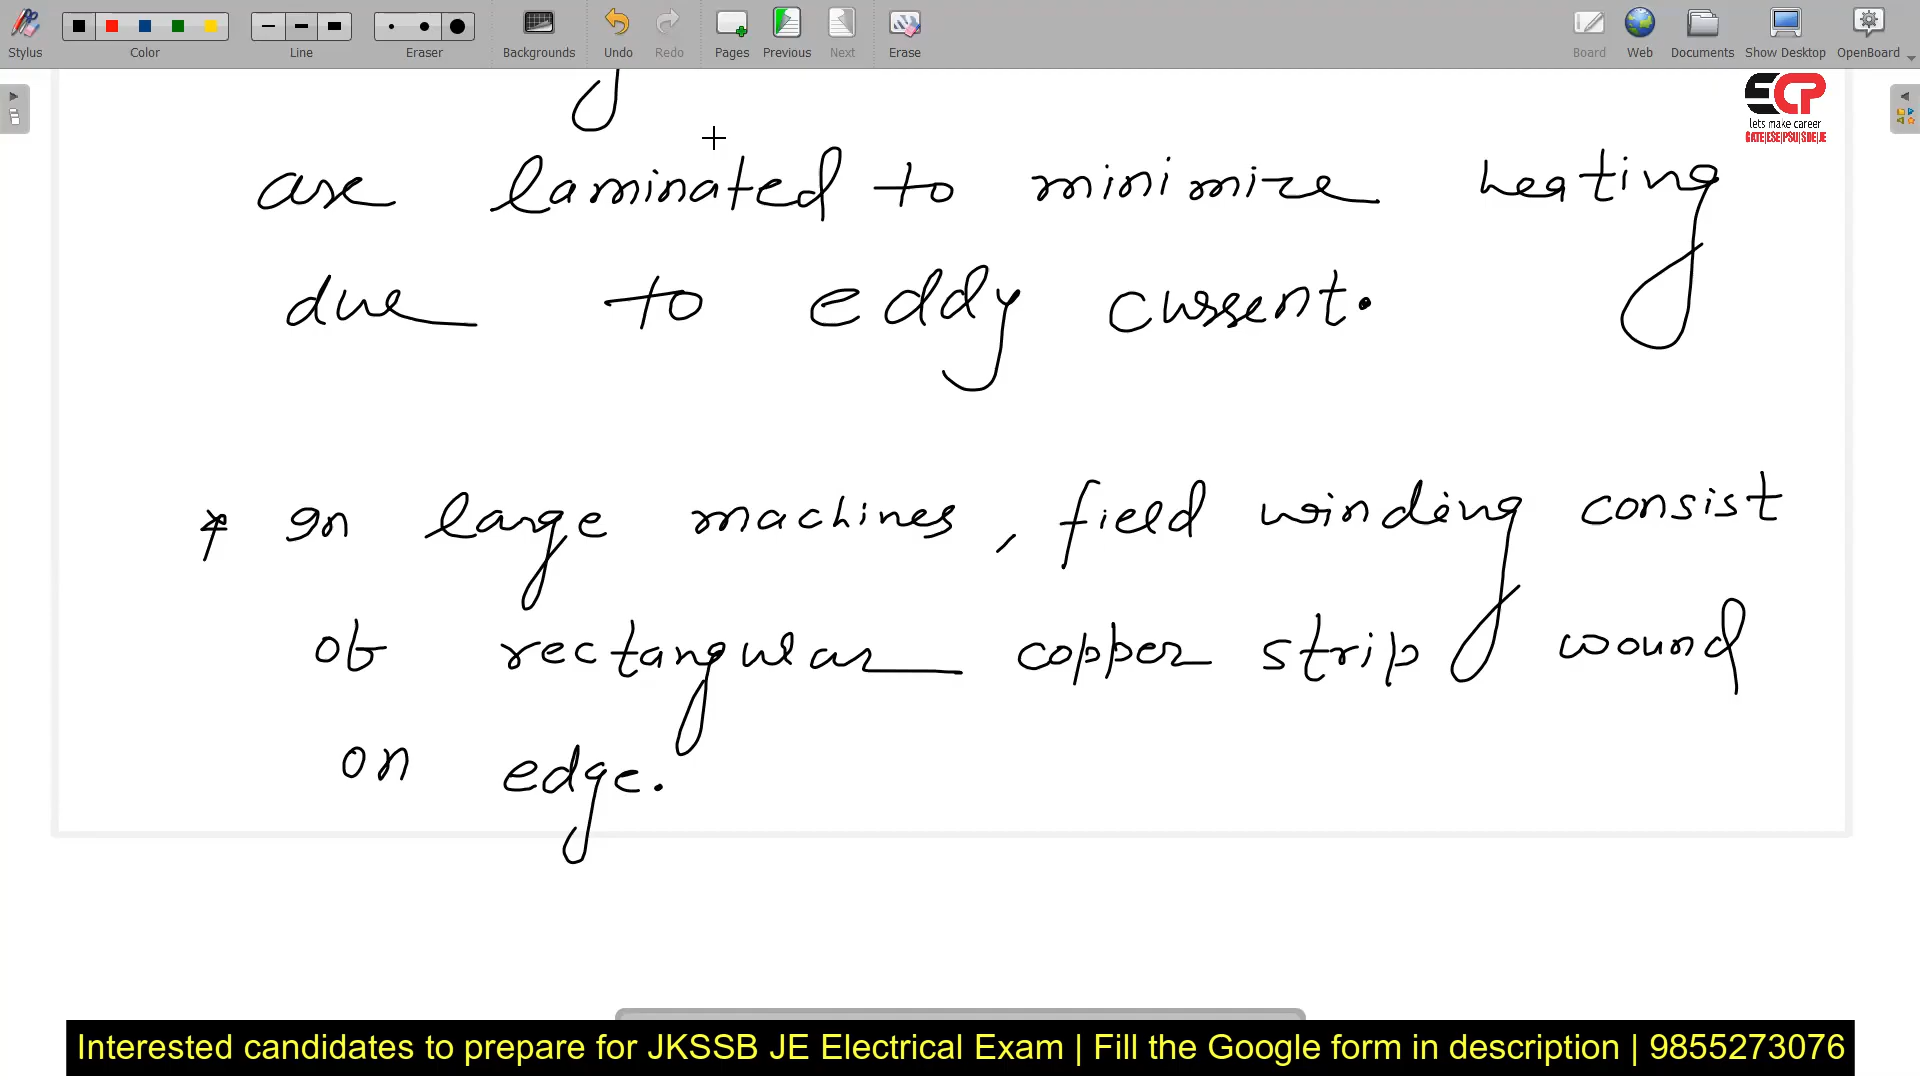 Stylus Color Line Eraser Backgrounds Undo Redo Pages Previous Next Erase Board Web Documents Show Desktop OpenBoard
ECP
lets make career
GATE|ESE|PSU|SDE|JE
are laminated to minimize heating
due to eddy current.
* In large machines, field winding consist
of rectangular copper strip wound
on edge.
Interested candidates to prepare for JKSSB JE Electrical Exam | Fill the Google form in description | 9855273076